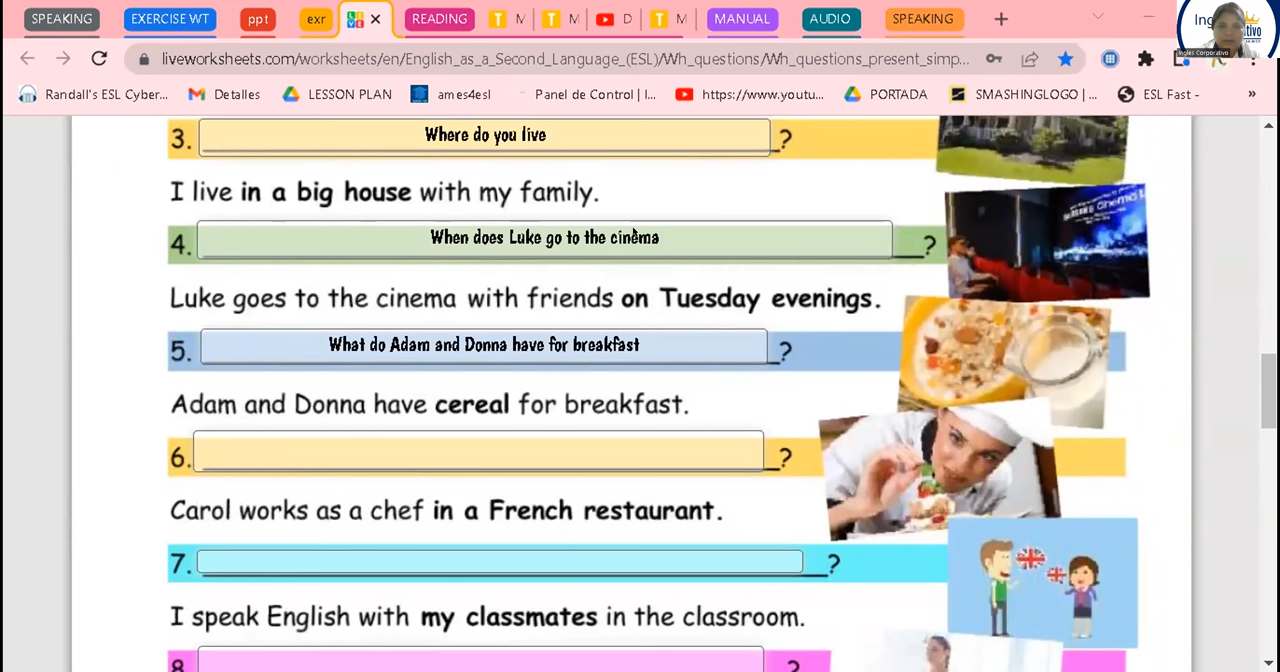 SPEAKING EXERCISE WT ppt exr READING M M D M MANUAL AUDIO SPEAKING
liveworksheets.com/worksheets/en/English_as_a_Second_Language_(ESL)/Wh_questions/Wh_questions_present_simp...
Randall's ESL Cyber... Detalles LESSON PLAN ames4esl Panel de Control | I... https://www.youtu... PORTADA SMASHINGLOGO | ... ESL Fast - »
Ingles Corporativo
3. Where do you live ?
I live in a big house with my family.
4. When does Luke go to the cinema ?
Luke goes to the cinema with friends on Tuesday evenings.
5. What do Adam and Donna have for breakfast ?
Adam and Donna have cereal for breakfast.
6. ?
Carol works as a chef in a French restaurant.
7. ?
I speak English with my classmates in the classroom.
8 ?